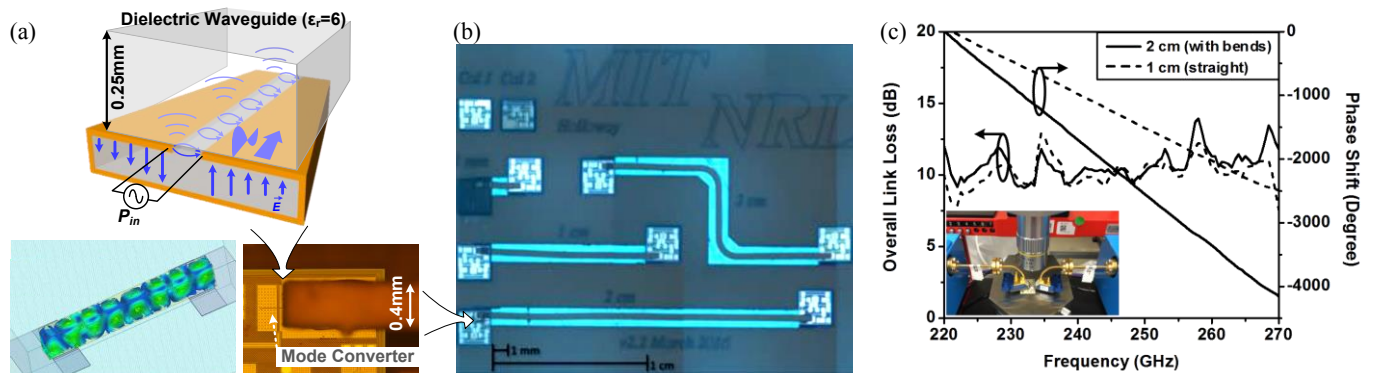 (a)
Dielectric Waveguide (εr=6)
0.25mm
Pin
E
0.4mm
Mode Converter
(b)
MIT
NRL
Holloway
1 cm
2 cm
1 mm
1 cm
(c)
2 cm (with bends)
1 cm (straight)
Overall Link Loss (dB)
20
15
10
5
0
Phase Shift (Degree)
0
-1000
-2000
-3000
-4000
220
230
240
250
260
270
Frequency (GHz)